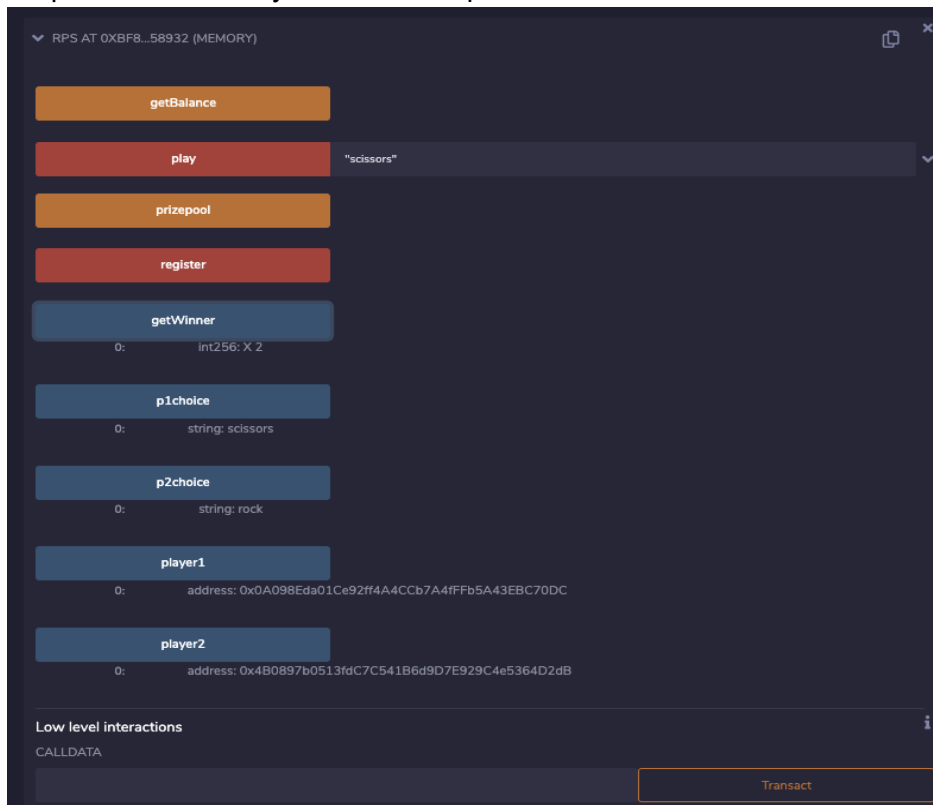 RPS AT 0XBF8...58932 (MEMORY)
getBalance
play "scissors"
prizepool
register
getWinner
0: int256: X 2
p1choice
0: string: scissors
p2choice
0: string: rock
player1
0: address: 0x0A098Eda01Ce92ff4A4CCb7A4fFFb5A43EBC70DC
player2
0: address: 0x4B0897b0513fdC7C541B6d9D7E929C4e5364D2dB
Low level interactions
CALLDATA
Transact